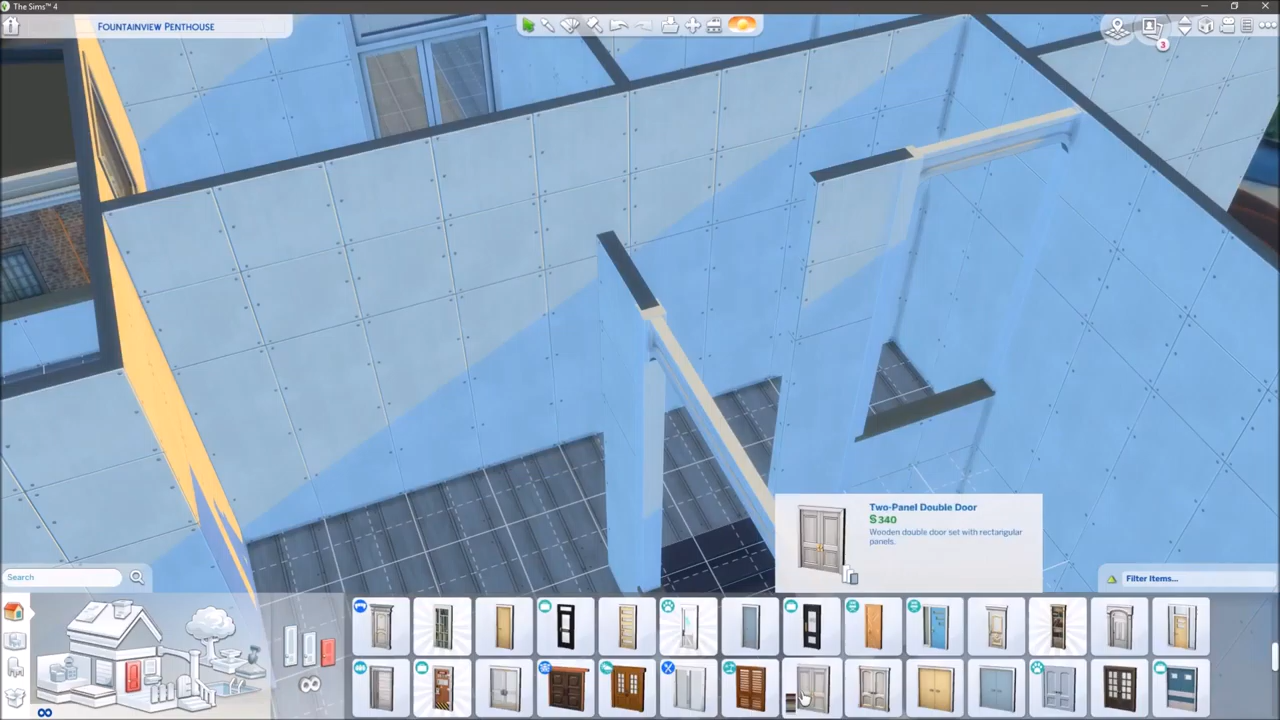 The Sims™ 4
FOUNTAINVIEW PENTHOUSE
3
Two-Panel Double Door
§340
Wooden double door set with rectangular
panels.
Search
Filter Items...